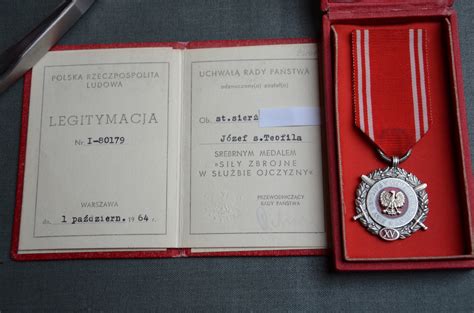 POLSKA RZECZPOSPOLITA
LUDOWA
LEGITYMACJA
Nr I-80179
WARSZAWA
dn. 1 październ. 1964 r.
UCHWAŁĄ RADY PAŃSTWA
odznaczony(a) został(a)
Ob. st.sierż
Józef s.Teofila
SREBRNYM MEDALEM
»SIŁY ZBROJNE
W SŁUŻBIE OJCZYZNY«
PRZEWODNICZĄCY
RADY PAŃSTWA
XV